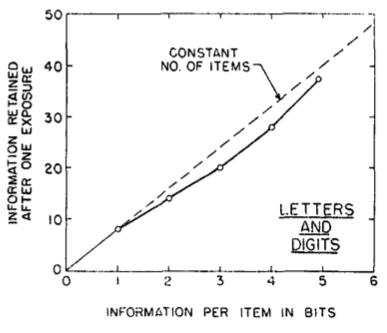 50
40
30
20
10
0
0
1
2
3
4
5
6
INFORMATION RETAINED
AFTER ONE EXPOSURE
CONSTANT
NO. OF ITEMS
LETTERS
AND
DIGITS
INFORMATION PER ITEM IN BITS